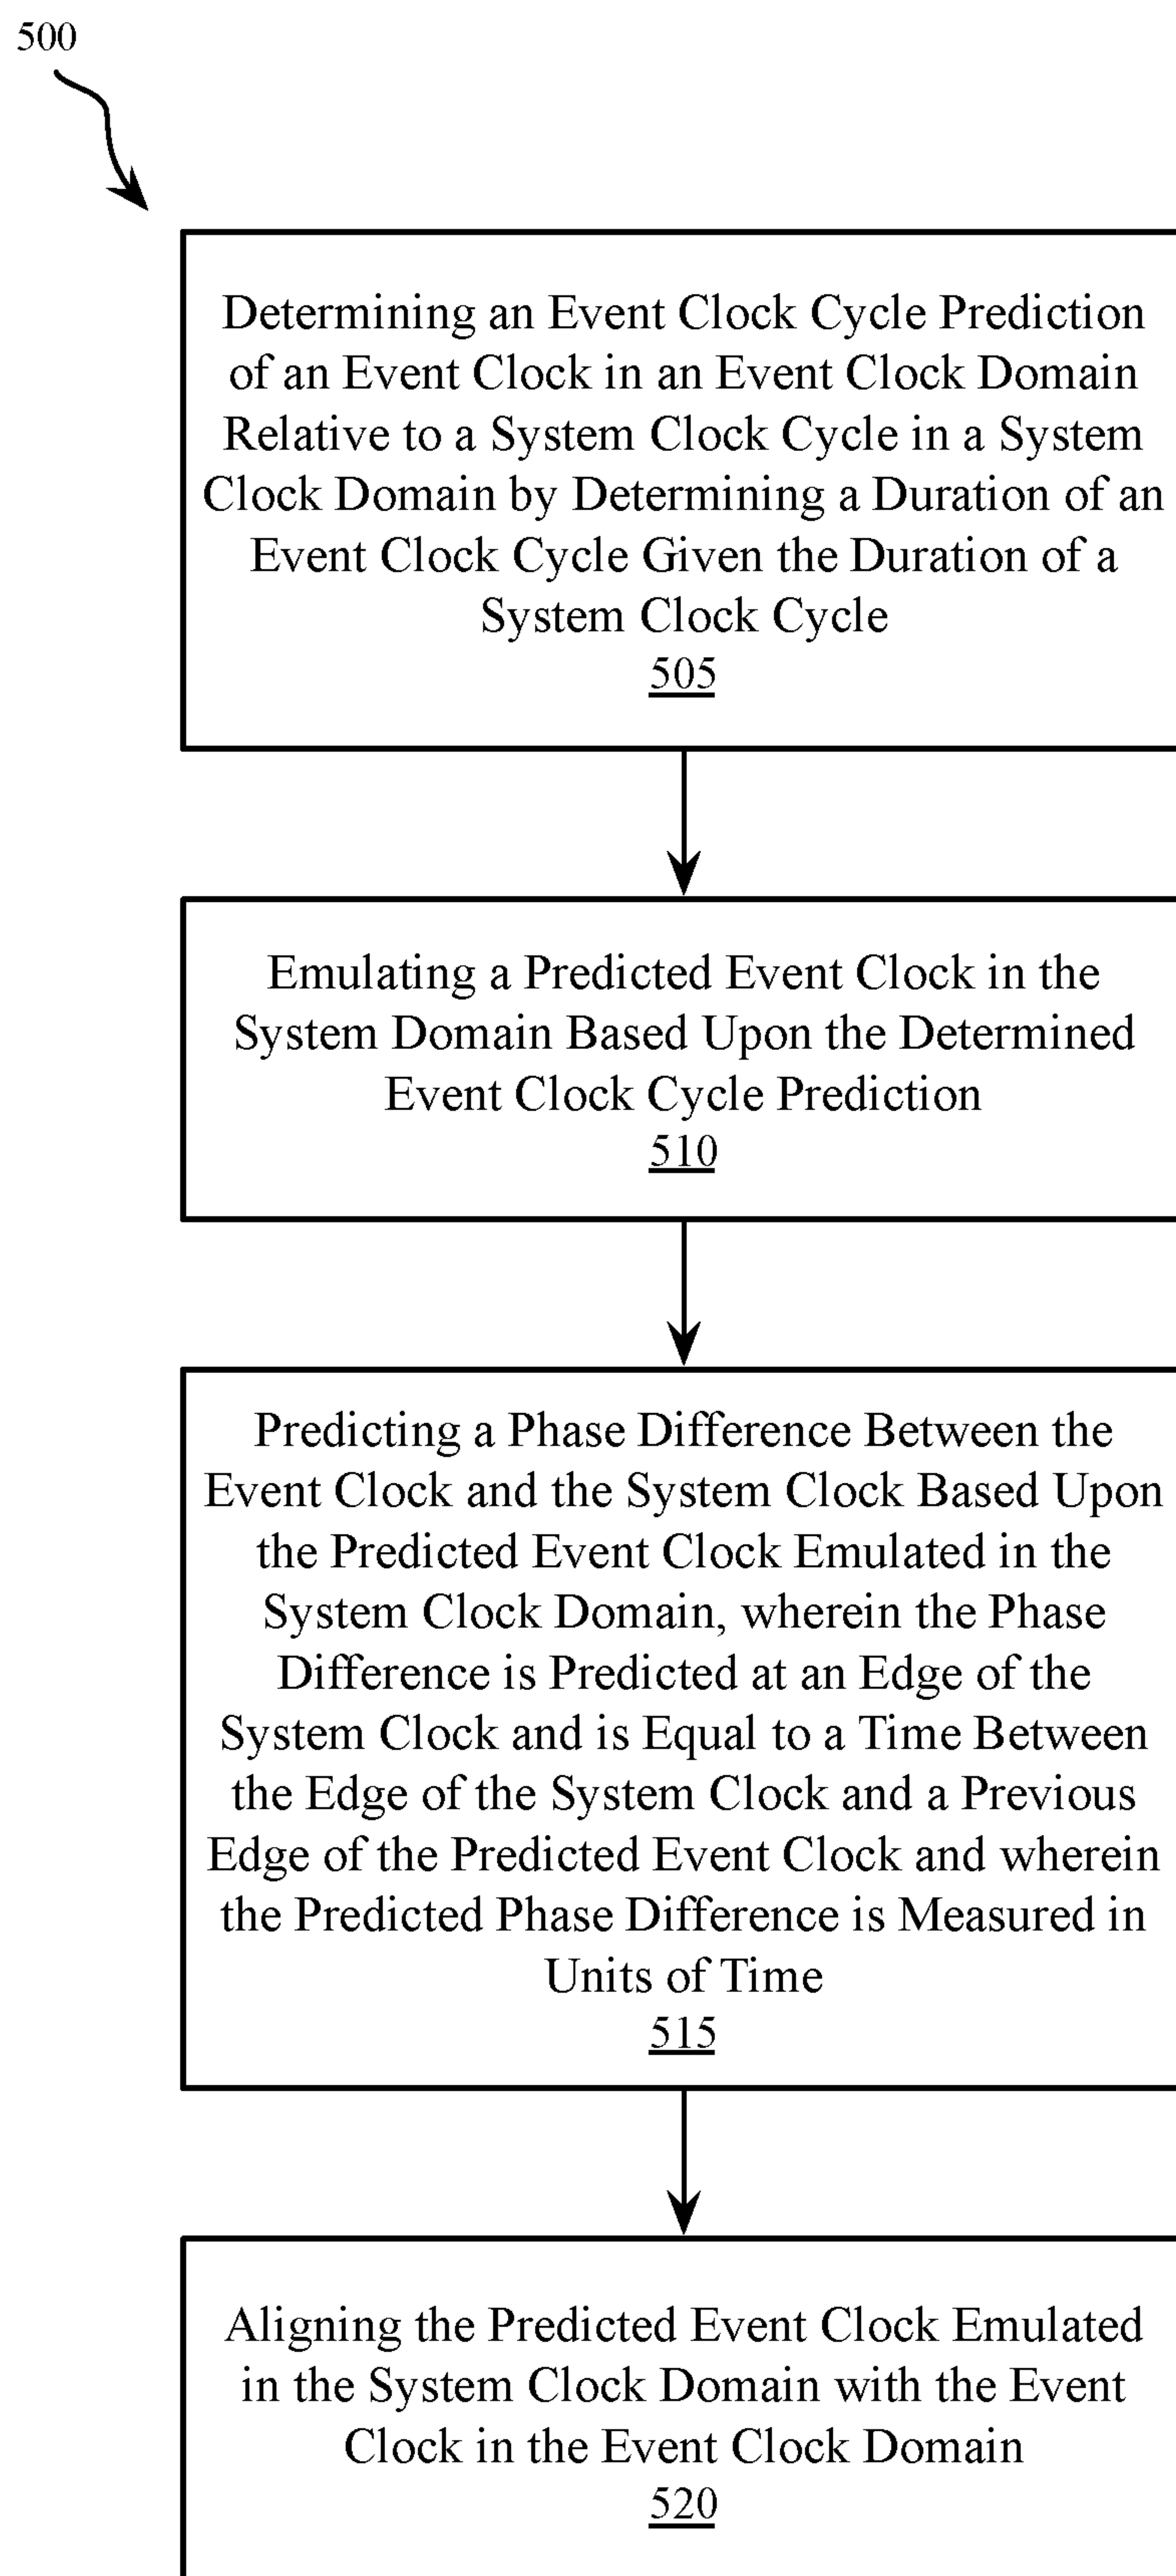 500
Determining an Event Clock Cycle Prediction
of an Event Clock in an Event Clock Domain
Relative to a System Clock Cycle in a System
Clock Domain by Determining a Duration of an
Event Clock Cycle Given the Duration of a
System Clock Cycle
505
Emulating a Predicted Event Clock in the
System Domain Based Upon the Determined
Event Clock Cycle Prediction
510
Predicting a Phase Difference Between the
Event Clock and the System Clock Based Upon
the Predicted Event Clock Emulated in the
System Clock Domain, wherein the Phase
Difference is Predicted at an Edge of the
System Clock and is Equal to a Time Between
the Edge of the System Clock and a Previous
Edge of the Predicted Event Clock and wherein
the Predicted Phase Difference is Measured in
Units of Time
515
Aligning the Predicted Event Clock Emulated
in the System Clock Domain with the Event
Clock in the Event Clock Domain
520